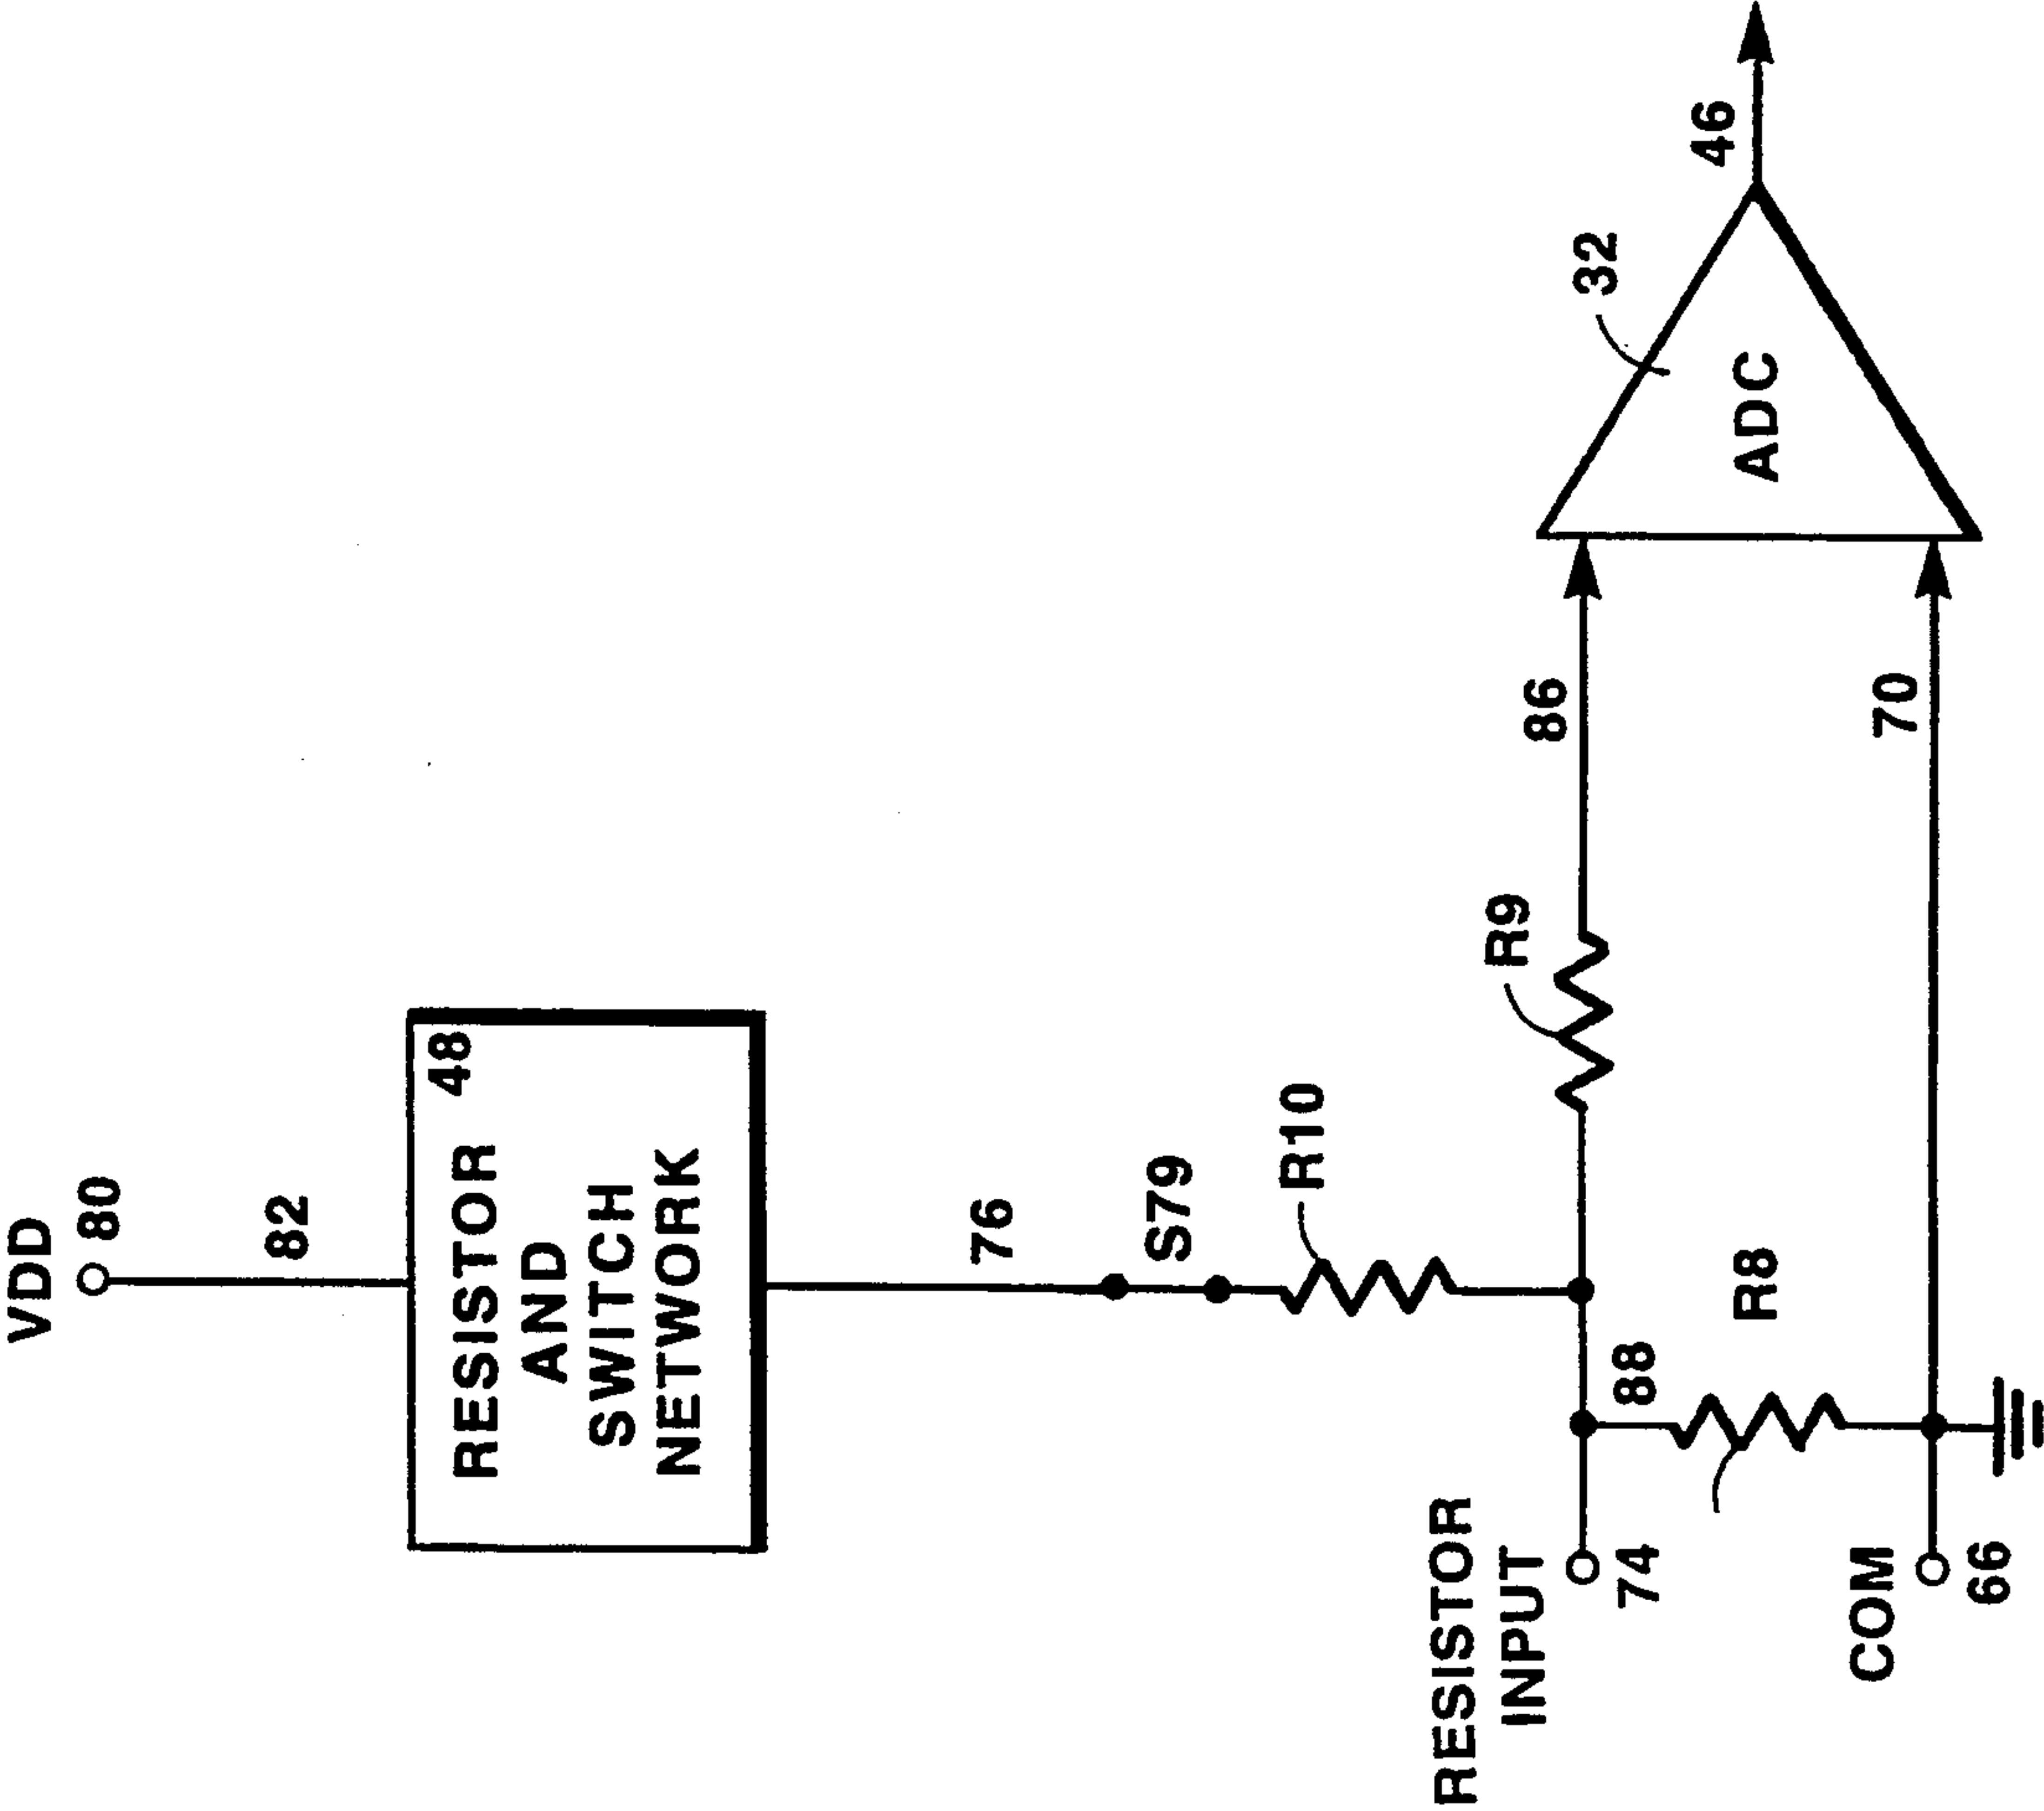 VDD
80
82
48
RESISTOR
AND
SWITCH
NETWORK
76
S79
R10
R9
86
32
46
ADC
RESISTOR
INPUT
74
88
R8
70
COM
66